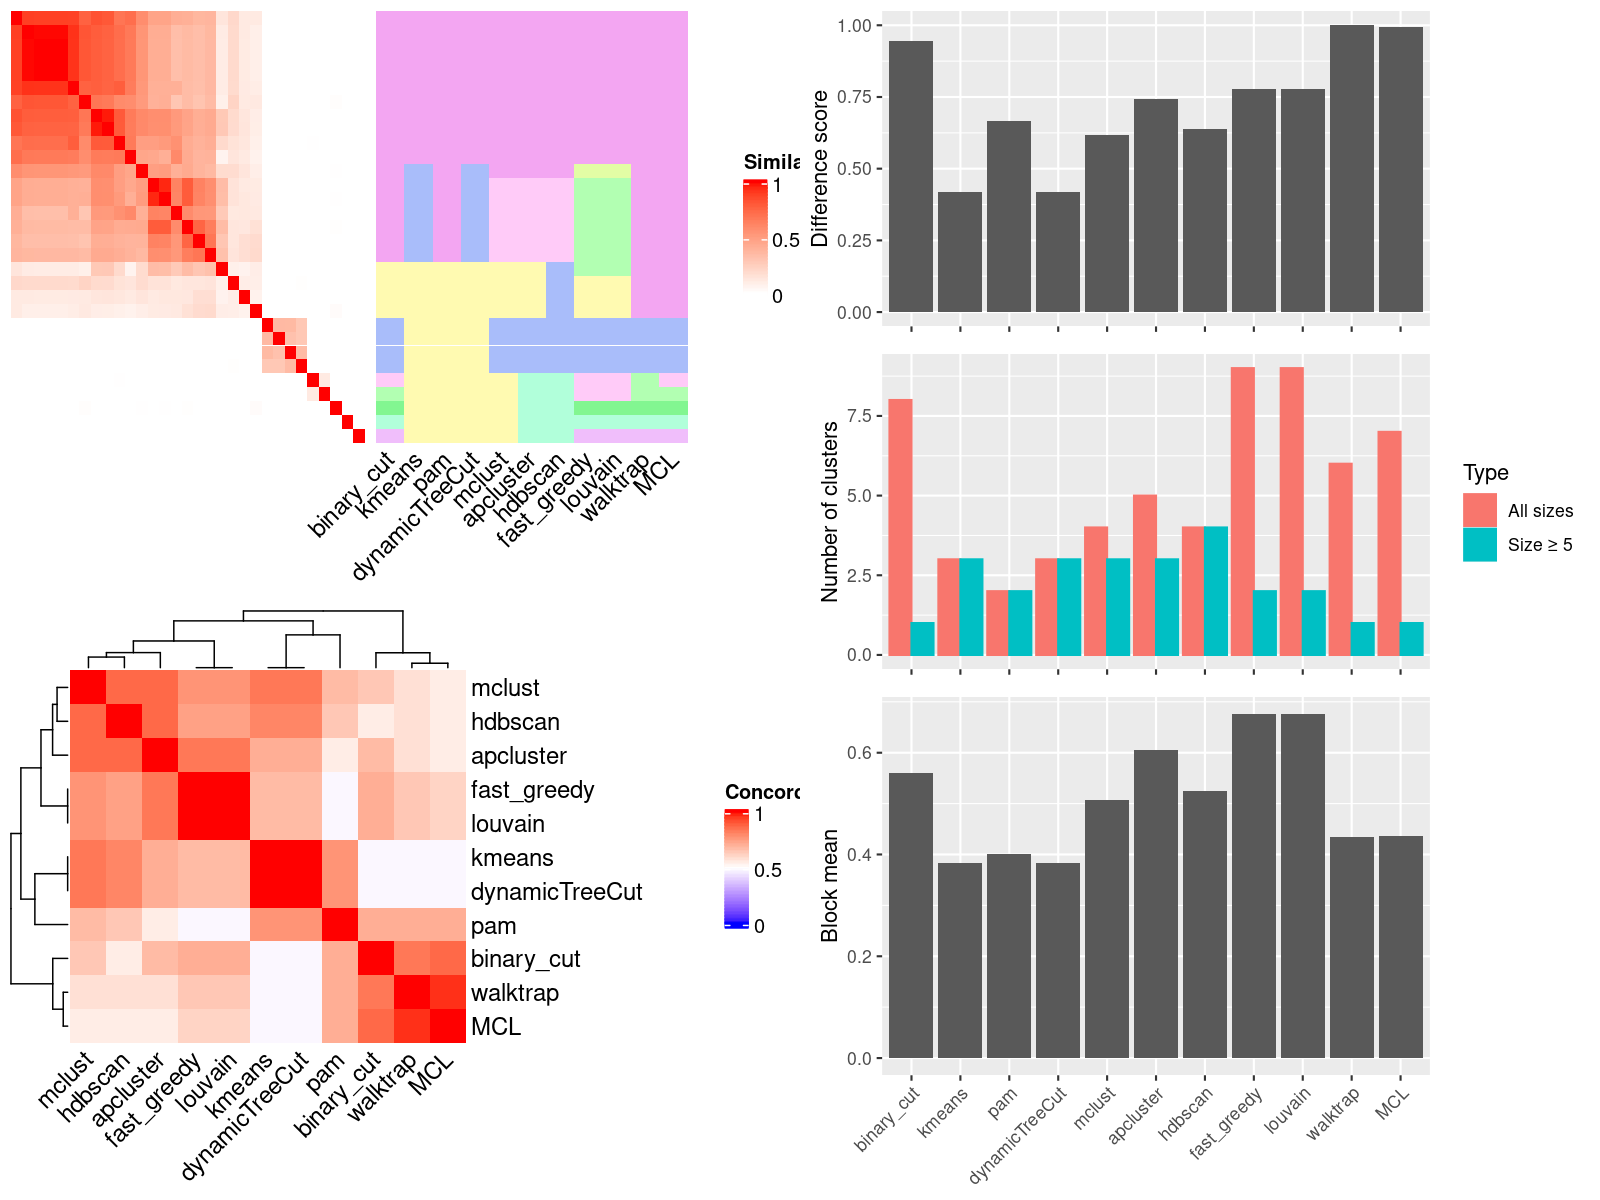 Simila
1
0.5
0
binary_cut
kmeans
pam
dynamicTreeCut
mclust
apcluster
hdbscan
fast_greedy
louvain
walktrap
MCL
mclust
hdbscan
apcluster
fast_greedy
louvain
kmeans
dynamicTreeCut
pam
binary_cut
walktrap
MCL
Concord
1
0.5
0
mclust
hdbscan
apcluster
fast_greedy
louvain
kmeans
dynamicTreeCut
pam
binary_cut
walktrap
MCL
Difference score
1.00
0.75
0.50
0.25
0.00
Number of clusters
7.5
5.0
2.5
0.0
Type
All sizes
Size ≥ 5
Block mean
0.6
0.4
0.2
0.0
binary_cut
kmeans
pam
dynamicTreeCut
mclust
apcluster
hdbscan
fast_greedy
louvain
walktrap
MCL